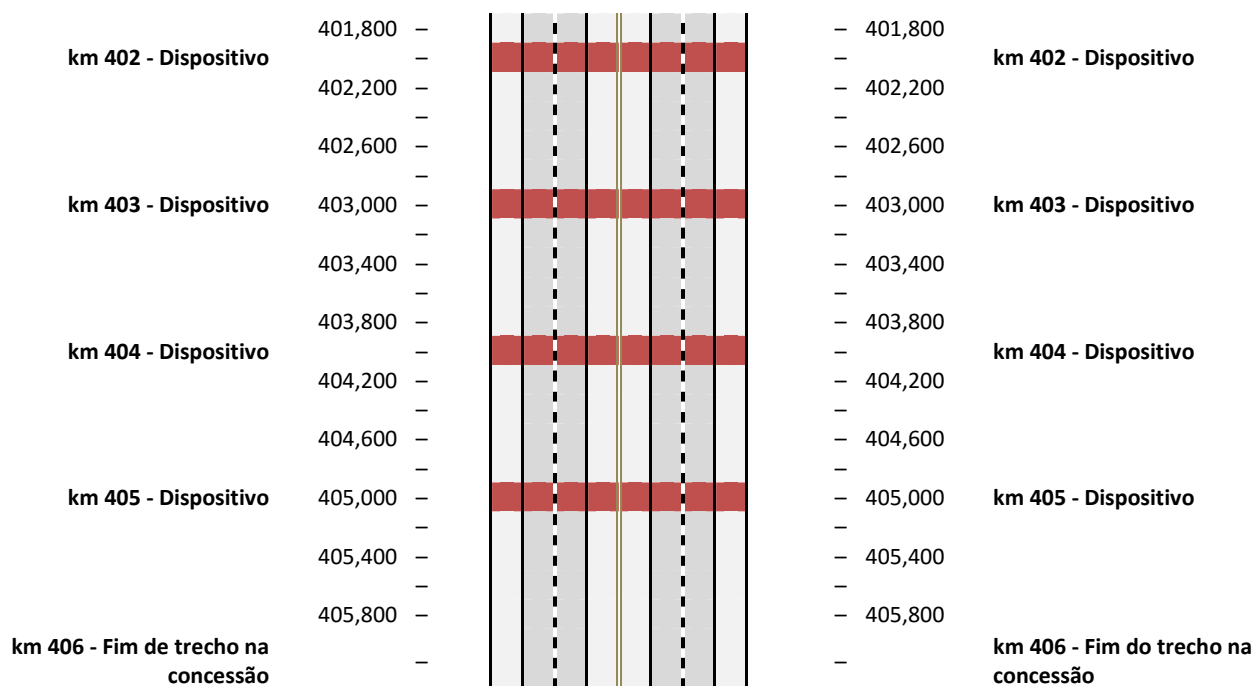 401,800 – – 401,800
km 402 - Dispositivo – – km 402 - Dispositivo
402,200 – – 402,200
– –
402,600 – – 402,600
– –
km 403 - Dispositivo 403,000 – – 403,000 km 403 - Dispositivo
– –
403,400 – – 403,400
– –
403,800 – – 403,800
km 404 - Dispositivo – – km 404 - Dispositivo
404,200 – – 404,200
– –
404,600 – – 404,600
– –
km 405 - Dispositivo 405,000 – – 405,000 km 405 - Dispositivo
– –
405,400 – – 405,400
– –
405,800 – – 405,800
km 406 - Fim de trecho na
concessão – – km 406 - Fim do trecho na
concessão